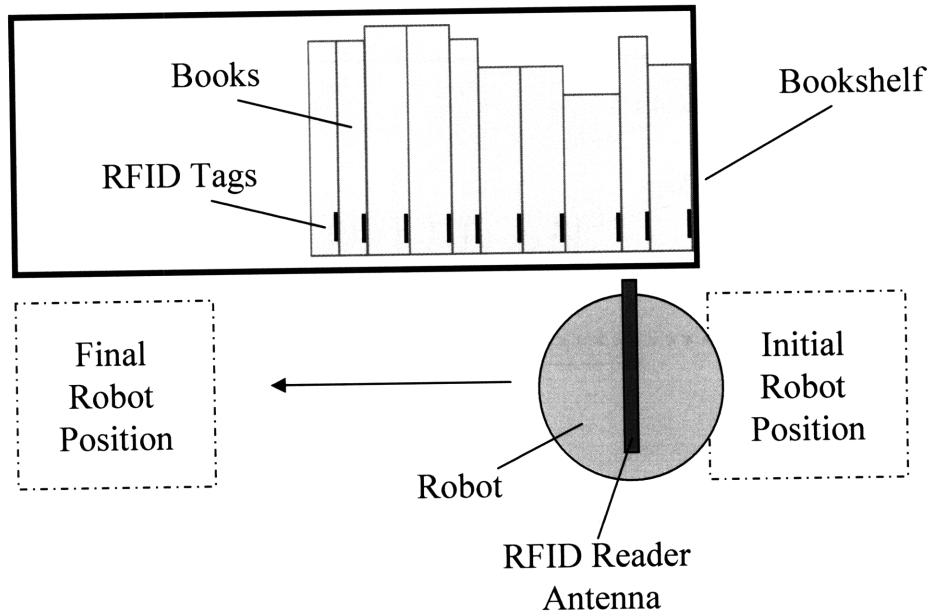 Books
Bookshelf
RFID Tags
Final
Robot
Position
Initial
Robot
Position
Robot
RFID Reader
Antenna